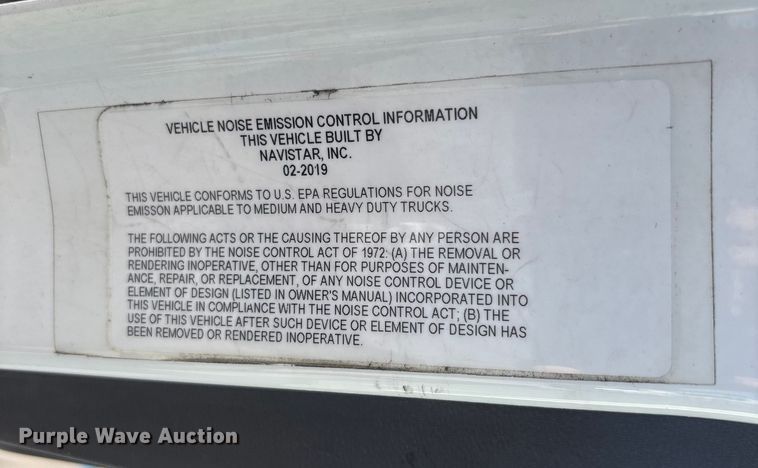 VEHICLE NOISE EMISSION CONTROL INFORMATION
THIS VEHICLE BUILT BY
NAVISTAR, INC.
02-2019
THIS VEHICLE CONFORMS TO U.S. EPA REGULATIONS FOR NOISE
EMISSON APPLICABLE TO MEDIUM AND HEAVY DUTY TRUCKS.
THE FOLLOWING ACTS OR THE CAUSING THEREOF BY ANY PERSON ARE
PROHIBITED BY THE NOISE CONTROL ACT OF 1972: (A) THE REMOVAL OR
RENDERING INOPERATIVE, OTHER THAN FOR PURPOSES OF MAINTEN-
ANCE, REPAIR, OR REPLACEMENT, OF ANY NOISE CONTROL DEVICE OR
ELEMENT OF DESIGN (LISTED IN OWNER'S MANUAL) INCORPORATED INTO
THIS VEHICLE IN COMPLIANCE WITH THE NOISE CONTROL ACT; (B) THE
USE OF THIS VEHICLE AFTER SUCH DEVICE OR ELEMENT OF DESIGN HAS
BEEN REMOVED OR RENDERED INOPERATIVE.
Purple Wave Auction